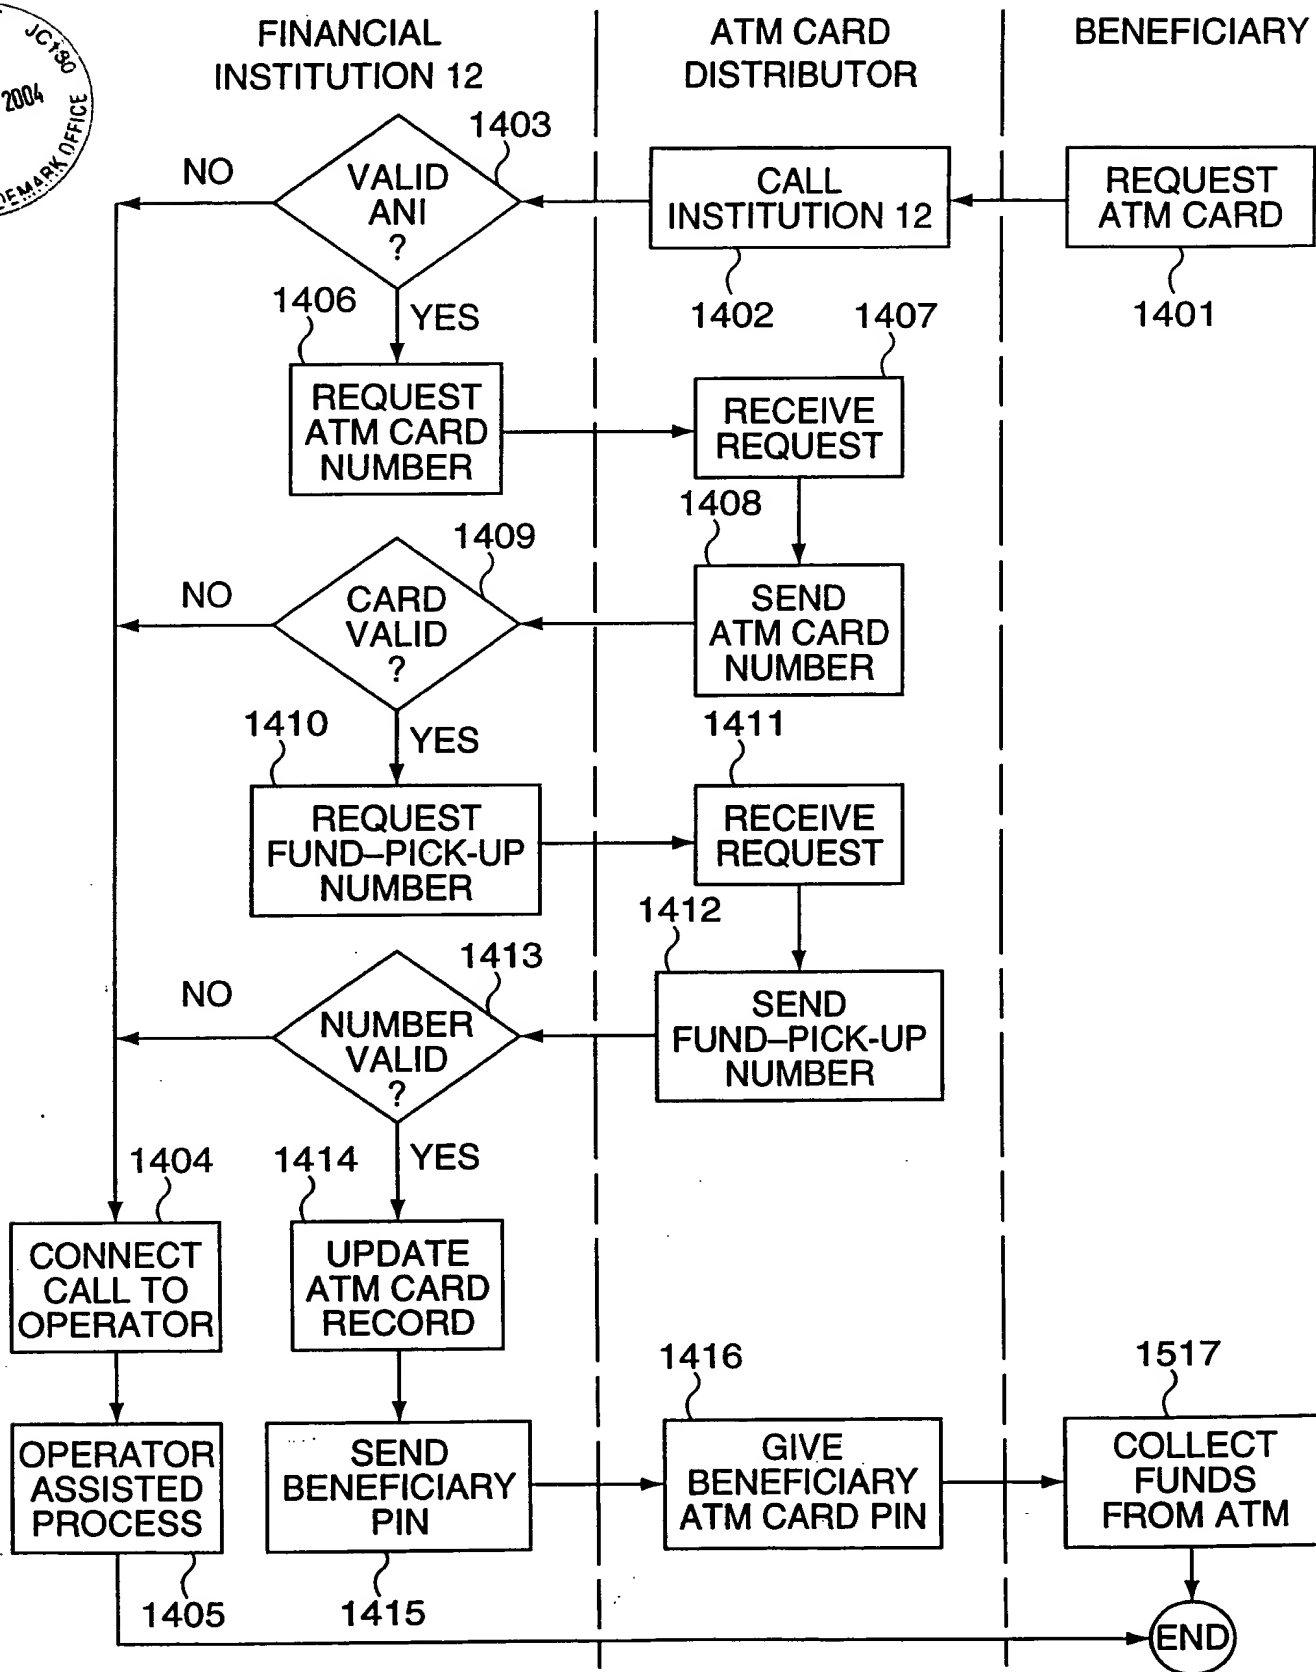 JC130
2004
DEMARK OFFICE
FINANCIAL
INSTITUTION 12
ATM CARD
DISTRIBUTOR
BENEFICIARY
1403
NO
VALID
ANI
?
CALL
INSTITUTION 12
REQUEST
ATM CARD
1402
1401
1406
YES
1407
REQUEST
ATM CARD
NUMBER
RECEIVE
REQUEST
1408
1409
NO
CARD
VALID
?
SEND
ATM CARD
NUMBER
1410
YES
1411
REQUEST
FUND–PICK-UP
NUMBER
RECEIVE
REQUEST
1412
1413
NO
NUMBER
VALID
?
SEND
FUND–PICK-UP
NUMBER
1404
1414
YES
CONNECT
CALL TO
OPERATOR
UPDATE
ATM CARD
RECORD
1416
1517
OPERATOR
ASSISTED
PROCESS
SEND
BENEFICIARY
PIN
GIVE
BENEFICIARY
ATM CARD PIN
COLLECT
FUNDS
FROM ATM
1405
1415
END